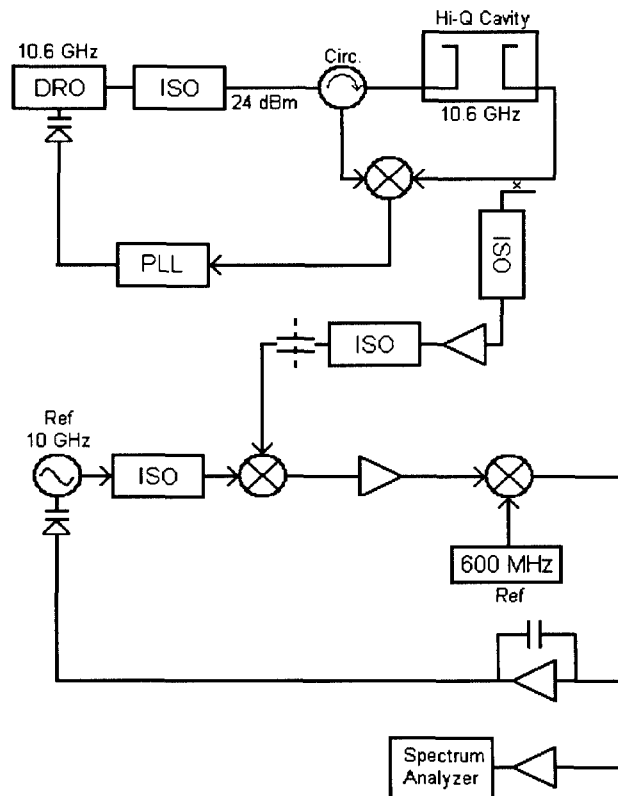 Hi-Q Cavity
10.6 GHz
Circ.
DRO
ISO
24 dBm
10.6 GHz
ISO
PLL
ISO
Ref
10 GHz
ISO
600 MHz
Ref
Spectrum
Analyzer